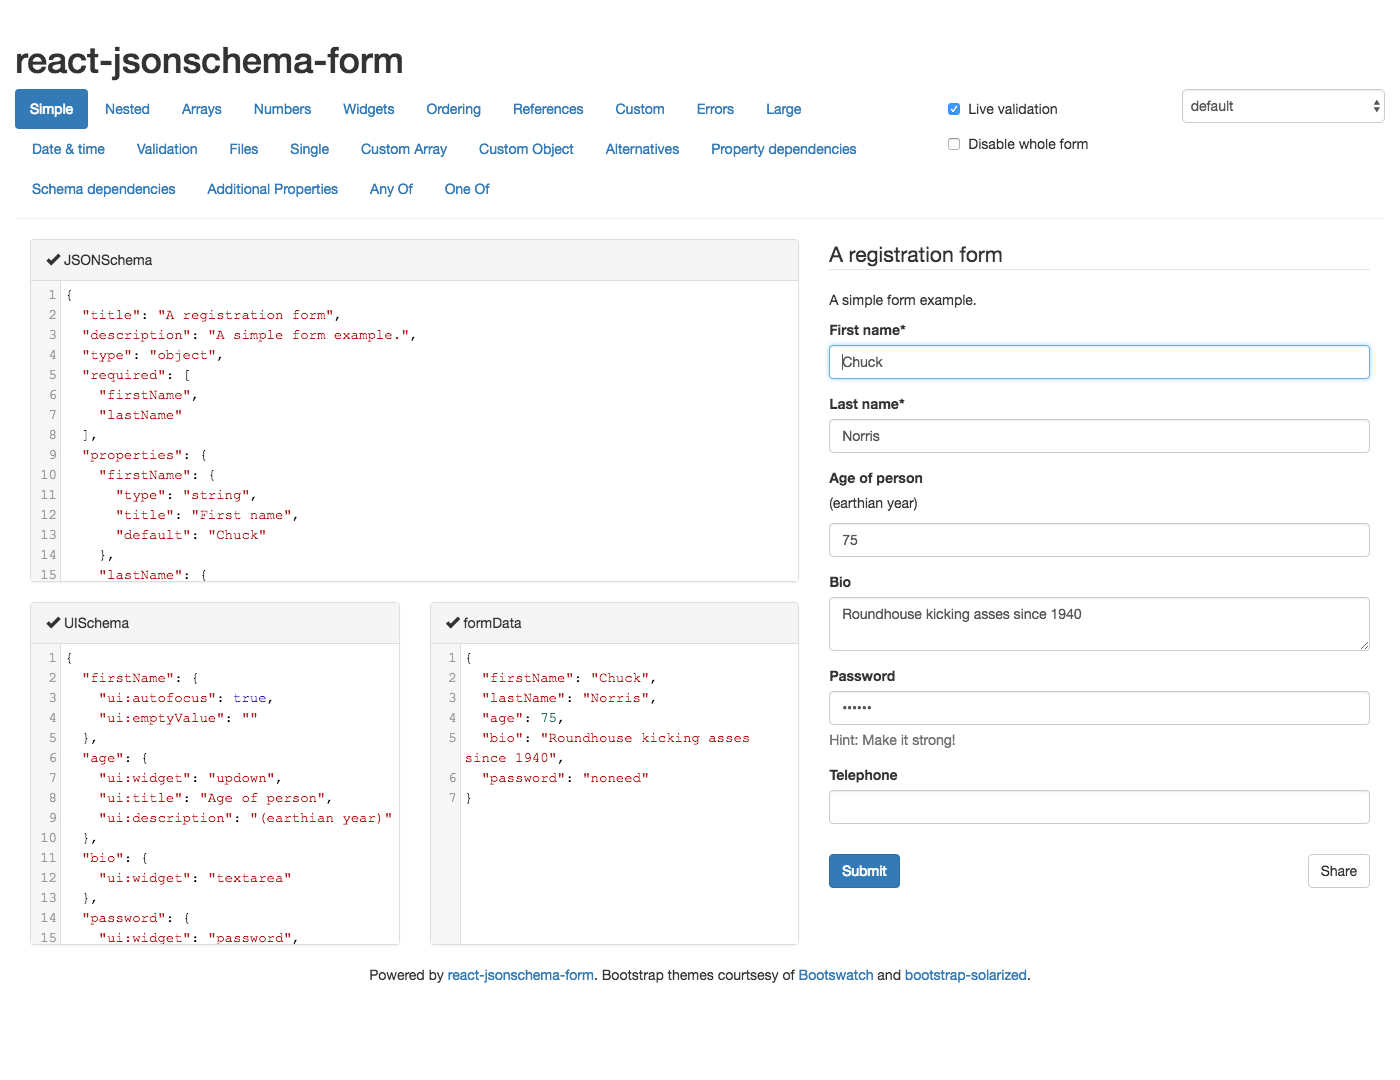 react-jsonschema-form
Simple Nested Arrays Numbers Widgets Ordering References Custom Errors Large
Date & time Validation Files Single Custom Array Custom Object Alternatives Property dependencies
Schema dependencies Additional Properties Any Of One Of
Live validation
Disable whole form
default
JSONSchema
1 {
2 "title": "A registration form",
3 "description": "A simple form example.",
4 "type": "object",
5 "required": [
6 "firstName",
7 "lastName"
8 ],
9 "properties": {
10 "firstName": {
11 "type": "string",
12 "title": "First name",
13 "default": "Chuck"
14 },
15 "lastName": {
UISchema
1 {
2 "firstName": {
3 "ui:autofocus": true,
4 "ui:emptyValue": ""
5 },
6 "age": {
7 "ui:widget": "updown",
8 "ui:title": "Age of person",
9 "ui:description": "(earthian year)"
10 },
11 "bio": {
12 "ui:widget": "textarea"
13 },
14 "password": {
15 "ui:widget": "password",
formData
1 {
2 "firstName": "Chuck",
3 "lastName": "Norris",
4 "age": 75,
5 "bio": "Roundhouse kicking asses
since 1940",
6 "password": "noneed"
7 }
A registration form
A simple form example.
First name*
Chuck
Last name*
Norris
Age of person
(earthian year)
75
Bio
Roundhouse kicking asses since 1940
Password
••••••
Hint: Make it strong!
Telephone
Submit
Share
Powered by react-jsonschema-form. Bootstrap themes courtsesy of Bootswatch and bootstrap-solarized.